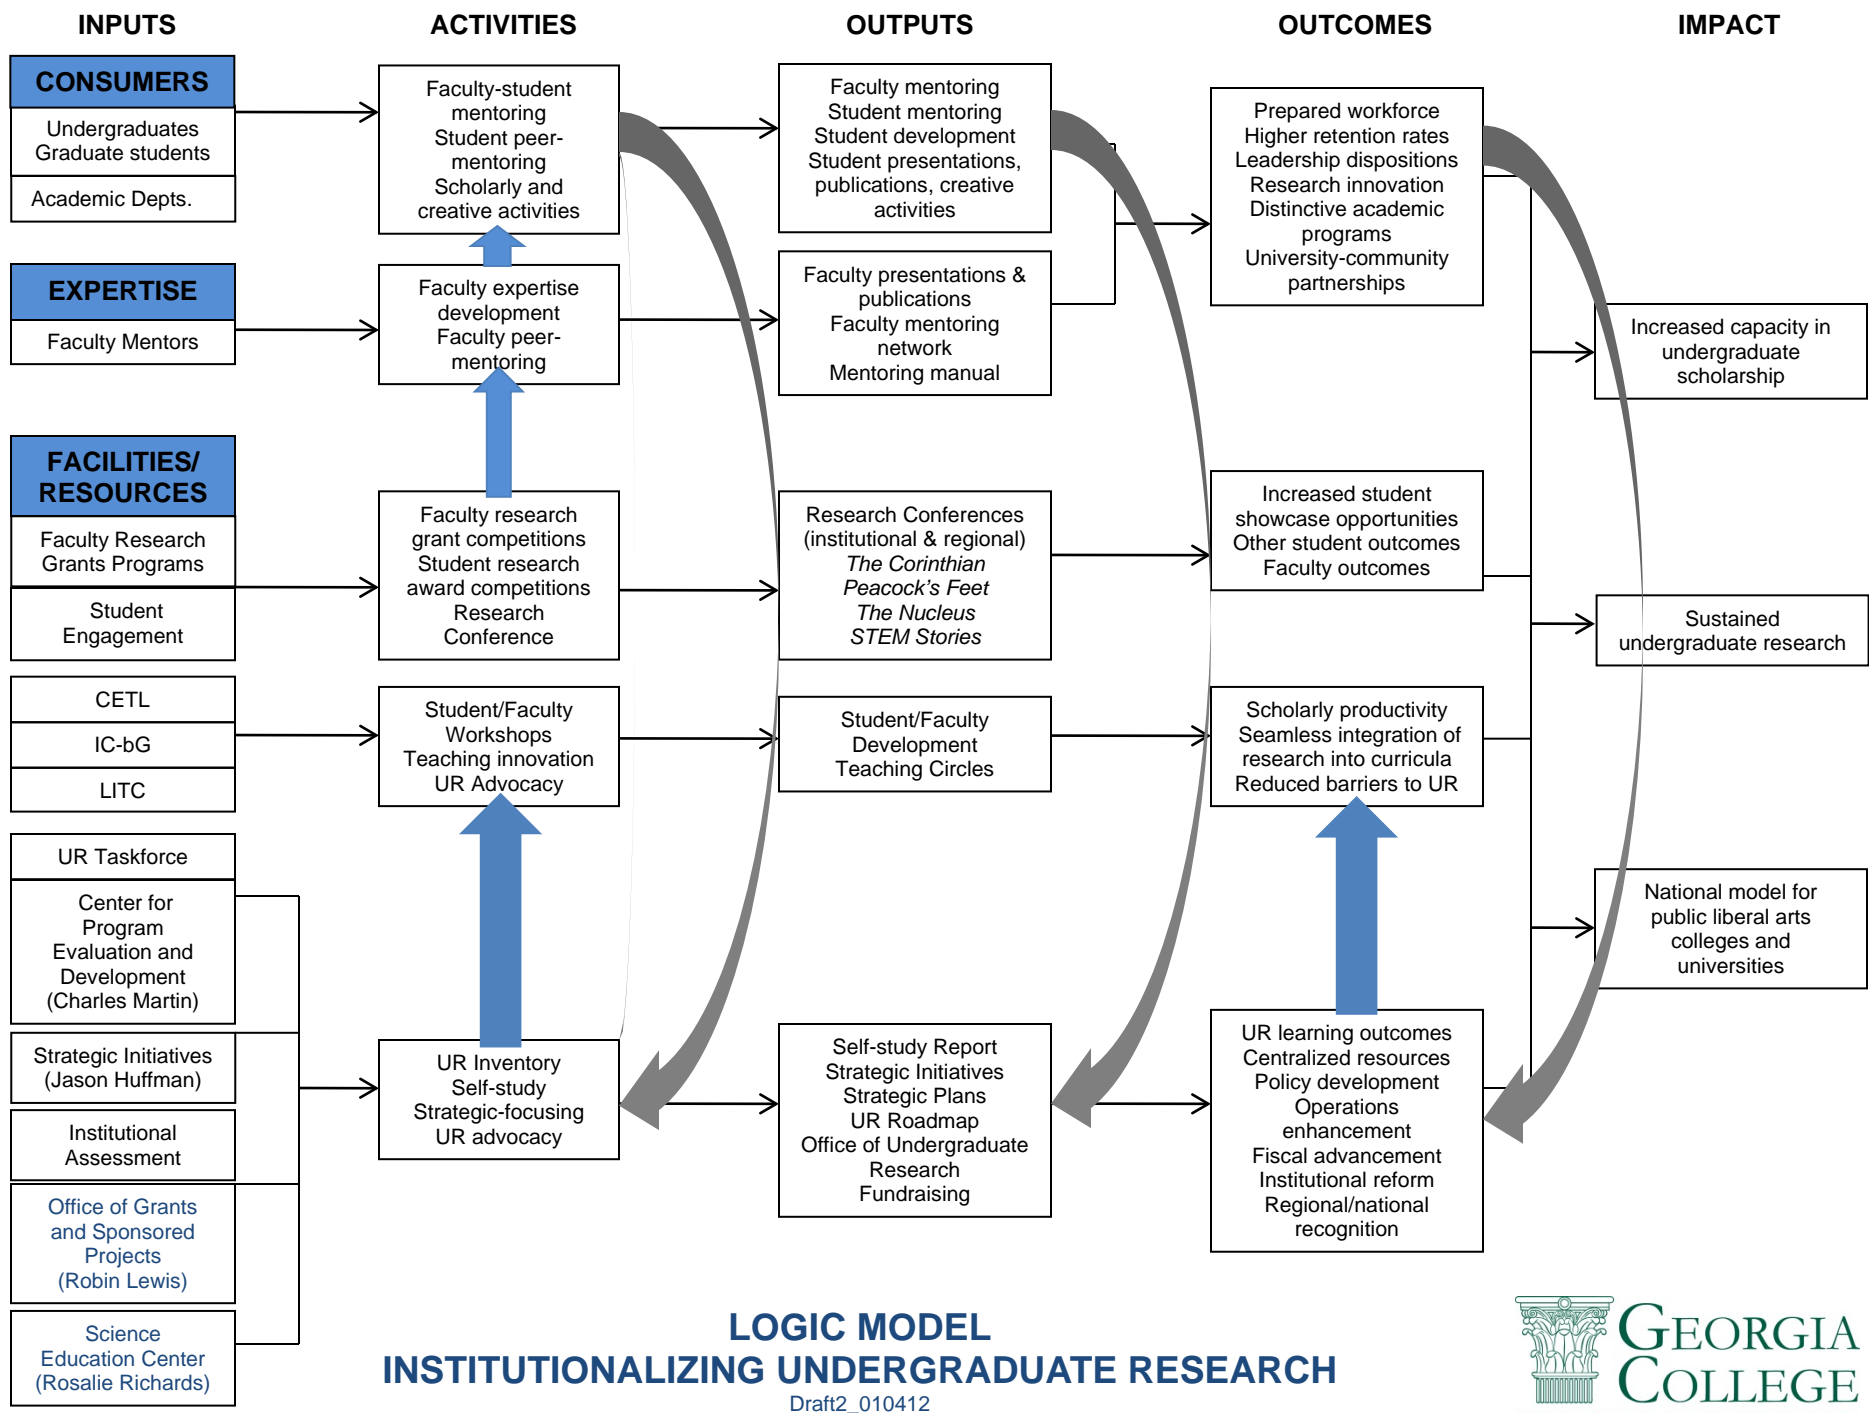 INPUTS
ACTIVITIES
OUTPUTS
OUTCOMES
IMPACT
CONSUMERS
Undergraduates
Graduate students
Academic Depts.
EXPERTISE
Faculty Mentors
FACILITIES/
RESOURCES
Faculty Research
Grants Programs
Student
Engagement
CETL
IC-bG
LITC
UR Taskforce
Center for
Program
Evaluation and
Development
(Charles Martin)
Strategic Initiatives
(Jason Huffman)
Institutional
Assessment
Office of Grants
and Sponsored
Projects
(Robin Lewis)
Science
Education Center
(Rosalie Richards)
Faculty-student
mentoring
Student peer-
mentoring
Scholarly and
creative activities
Faculty expertise
development
Faculty peer-
mentoring
Faculty research
grant competitions
Student research
award competitions
Research
Conference
Student/Faculty
Workshops
Teaching innovation
UR Advocacy
UR Inventory
Self-study
Strategic-focusing
UR advocacy
Faculty mentoring
Student mentoring
Student development
Student presentations,
publications, creative
activities
Faculty presentations &
publications
Faculty mentoring
network
Mentoring manual
Research Conferences
(institutional & regional)
The Corinthian
Peacock's Feet
The Nucleus
STEM Stories
Student/Faculty
Development
Teaching Circles
Self-study Report
Strategic Initiatives
Strategic Plans
UR Roadmap
Office of Undergraduate
Research
Fundraising
Prepared workforce
Higher retention rates
Leadership dispositions
Research innovation
Distinctive academic
programs
University-community
partnerships
Increased student
showcase opportunities
Other student outcomes
Faculty outcomes
Scholarly productivity
Seamless integration of
research into curricula
Reduced barriers to UR
UR learning outcomes
Centralized resources
Policy development
Operations
enhancement
Fiscal advancement
Institutional reform
Regional/national
recognition
Increased capacity in
undergraduate
scholarship
Sustained
undergraduate research
National model for
public liberal arts
colleges and
universities
LOGIC MODEL
INSTITUTIONALIZING UNDERGRADUATE RESEARCH
Draft2_010412
GEORGIA
COLLEGE